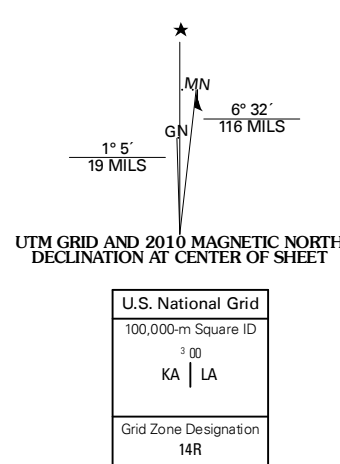 ★
MN
GN
6° 32´
116 MILS
1° 5´
19 MILS
UTM GRID AND 2010 MAGNETIC NORTH
DECLINATION AT CENTER OF SHEET
U.S. National Grid
100,000-m Square ID
3 00
KA | LA
Grid Zone Designation
14R